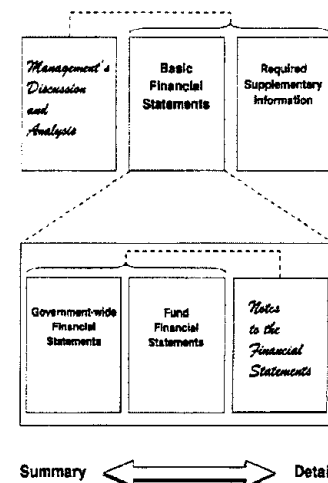 Management's
Discussion
and
Analysis
Basic
Financial
Statements
Required
Supplementary
Information
Government-wide
Financial
Statements
Fund
Financial
Statements
Notes
to the
Financial
Statements
Summary
Detail